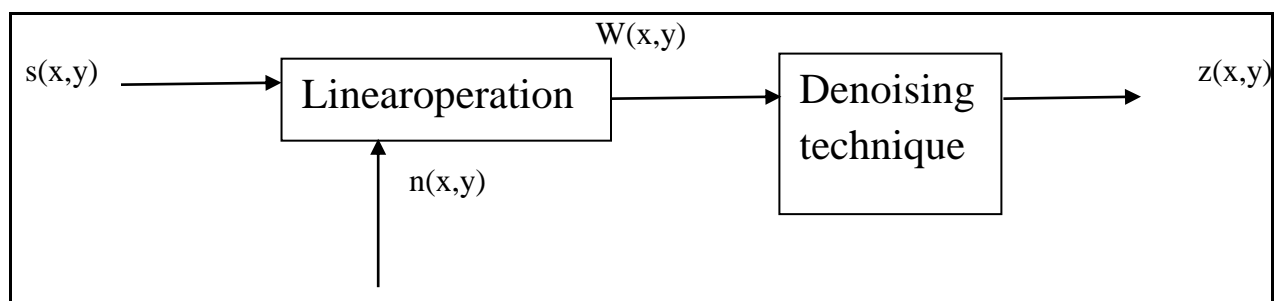 s(x,y)
Linearoperation
n(x,y)
W(x,y)
Denoising
technique
z(x,y)